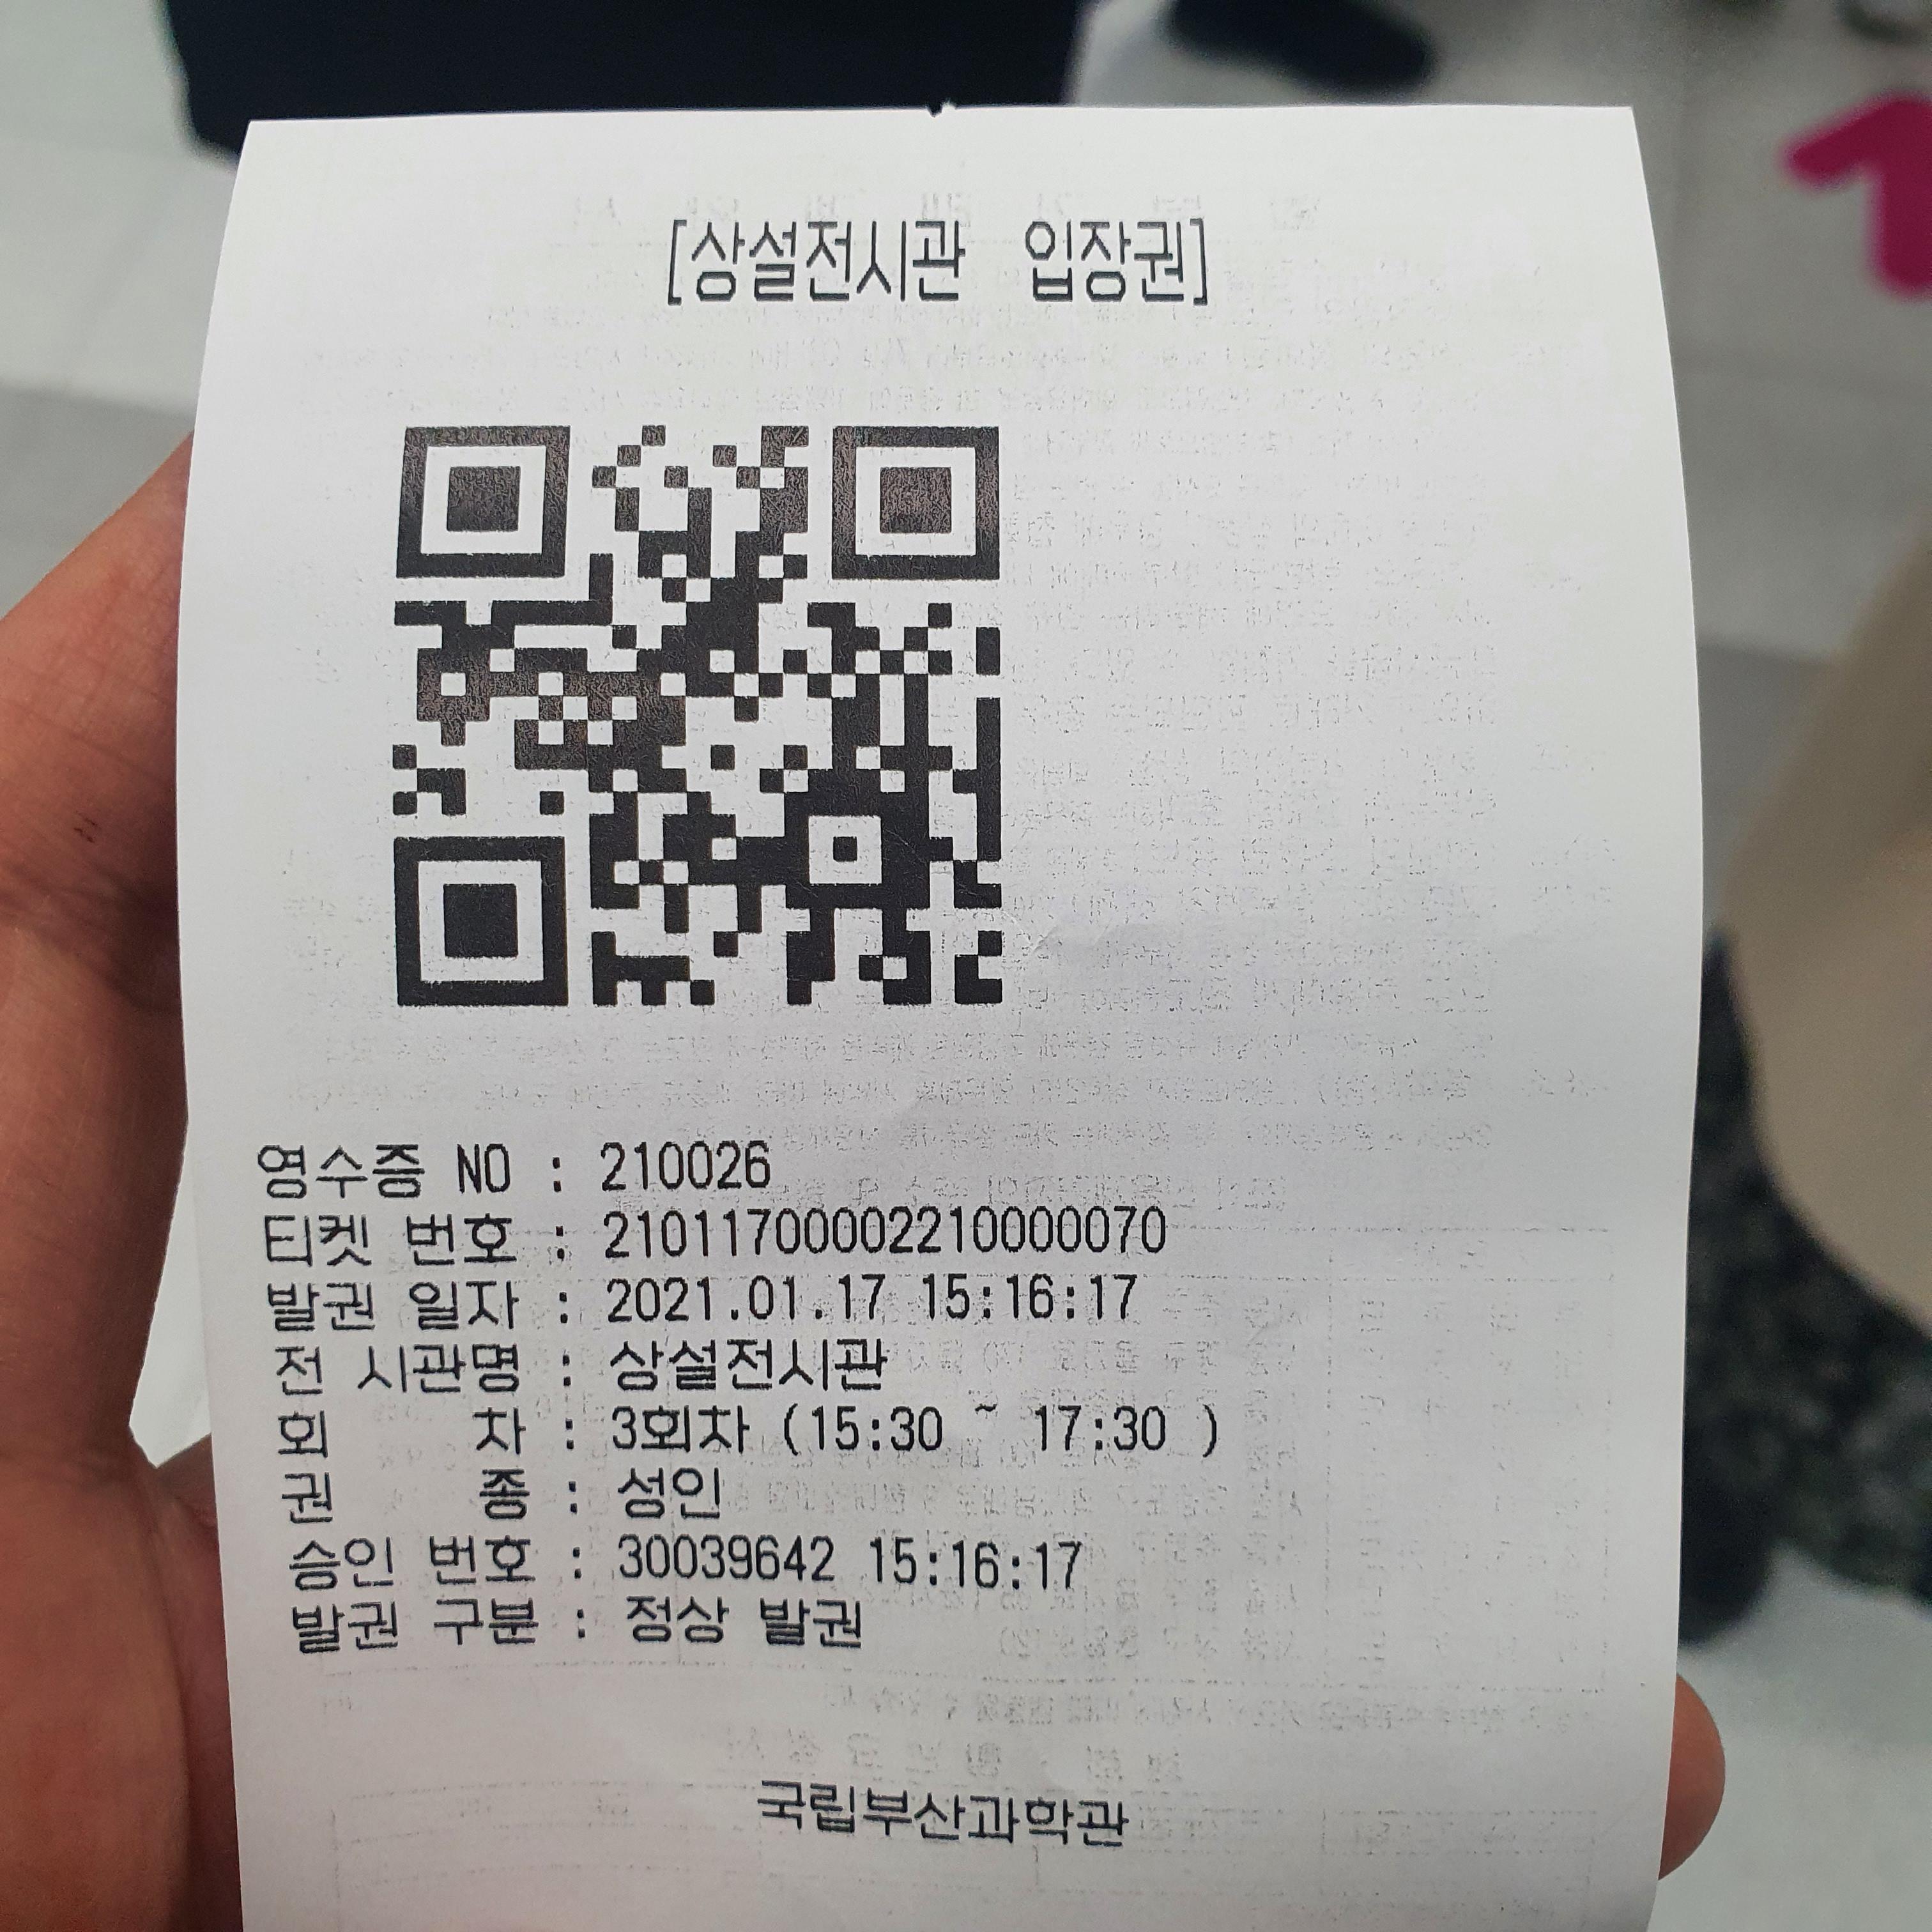 [상설전시관 입장권]
영수증 NO : 210026
티켓 번호 : 21011700002210000070
발권 일자 : 2021.01.17 15:16:17
전 시관명 : 상설전시관
회 차 : 3회차 (15:30 ~ 17:30 )
권 종 : 성인
승인 번호 : 30039642 15:16:17
발권 구분 : 정상 발권
국립부산과학관